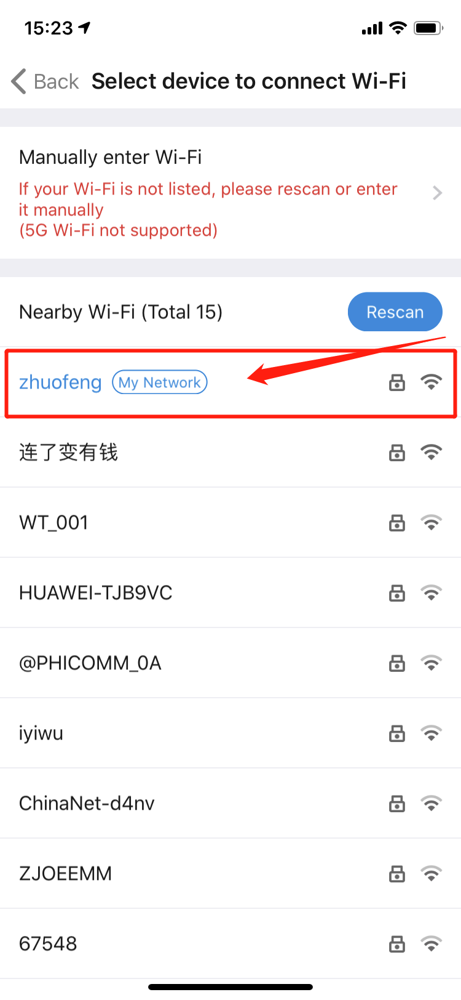 15:23
Back Select device to connect Wi-Fi
Manually enter Wi-Fi
If your Wi-Fi is not listed, please rescan or enter
it manually
(5G Wi-Fi not supported)
Nearby Wi-Fi (Total 15) Rescan
zhuofeng My Network
连了变有钱
WT_001
HUAWEI-TJB9VC
@PHICOMM_0A
iyiwu
ChinaNet-d4nv
ZJOEEMM
67548